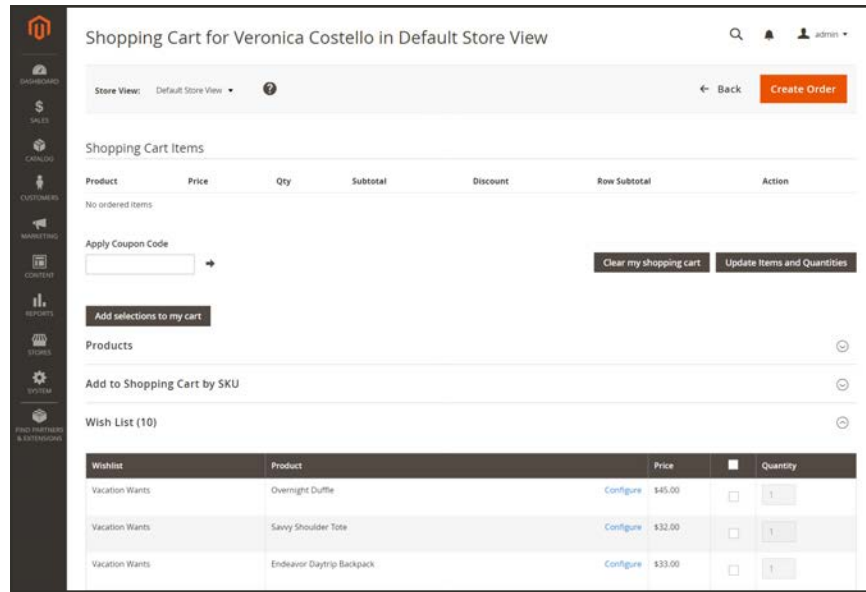 Shopping Cart for Veronica Costello in Default Store View
admin
DASHBOARD
SALES
CATALOG
CUSTOMERS
MARKETING
CONTENT
REPORTS
STORES
SYSTEM
FIND PARTNERS
& EXTENSIONS
Store View: Default Store View ? ← Back Create Order
Shopping Cart Items
Product Price Qty Subtotal Discount Row Subtotal Action
No ordered items
Apply Coupon Code
Clear my shopping cart Update Items and Quantities
Add selections to my cart
Products
Add to Shopping Cart by SKU
Wish List (10)
Wishlist Product Price Quantity
Vacation Wants Overnight Duffle Configure $45.00 1
Vacation Wants Savvy Shoulder Tote Configure $32.00 1
Vacation Wants Endeavor Daytrip Backpack Configure $33.00 1